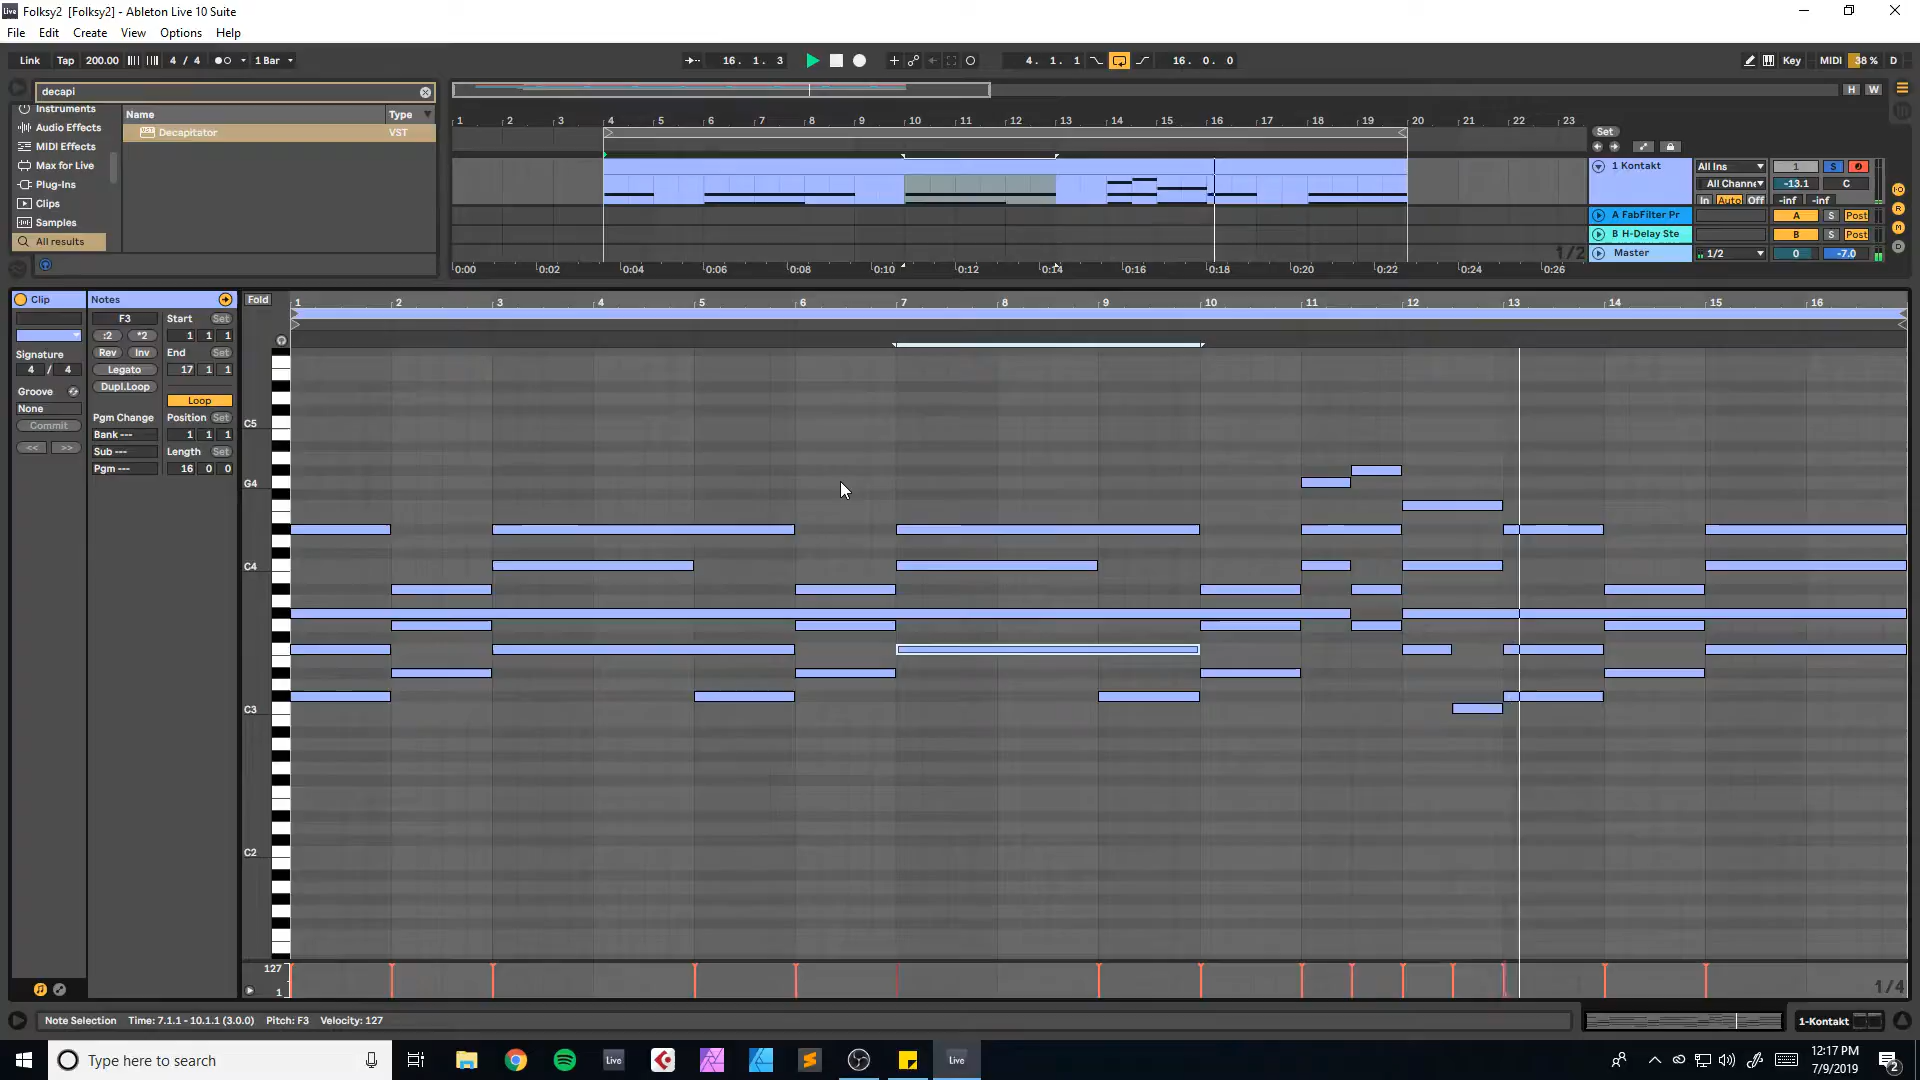 Live Folksy2 [Folksy2] - Ableton Live 10 Suite
File Edit Create View Options Help
Link Tap 200.00 4 / 4 1 Bar 16. 1. 3 4. 1. 1 16. 0. 0 Key MIDI 38 % D
decapi
H W
Instruments Name Type
Audio Effects VST Decapitator VST
MIDI Effects
Max for Live
Plug-Ins
Clips
Samples
All results
1 2 3 4 5 6 7 8 9 10 11 12 13 14 15 16 17 18 19 20 21 22 23
Set
1 Kontakt All Ins 1 S
All Channe -13.1 C
In Auto Off -inf -inf
A FabFilter Pr A S Post
B H-Delay Ste B S Post
1/2 Master 1/2 0 -7.0
0:00 0:02 0:04 0:06 0:08 0:10 0:12 0:14 0:16 0:18 0:20 0:22 0:24 0:26
I·O
R
M
D
Clip Notes Fold 1 2 3 4 5 6 7 8 9 10 11 12 13 14 15 16
F3 Start Set
:2 *2 1 1 1
Signature Rev Inv End Set
4 / 4 Legato 17 1 1
Groove Dupl.Loop
None Loop
Commit Pgm Change Position Set
Bank --- 1 1 1
<< >> Sub --- Length Set
Pgm --- 16 0 0
C5
G4
C4
C3
C2
127
1
1/4
Note Selection Time: 7.1.1 - 10.1.1 (3.0.0) Pitch: F3 Velocity: 127 1-Kontakt
Type here to search Live Live
12:17 PM
7/9/2019
2